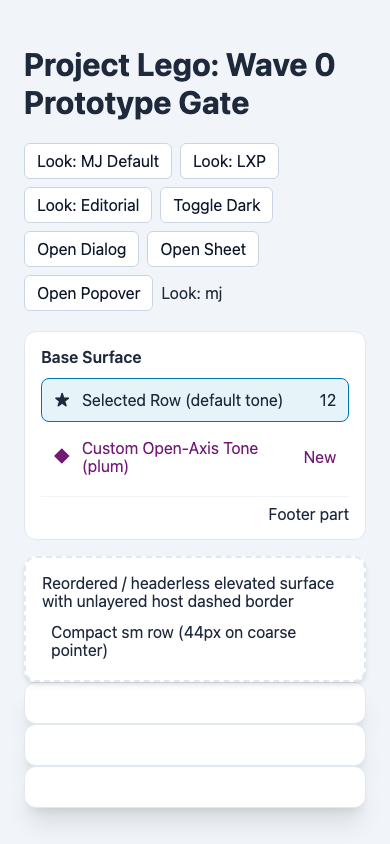 Project Lego: Wave 0
Prototype Gate
Look: MJ Default
Look: LXP
Look: Editorial
Toggle Dark
Open Dialog
Open Sheet
Open Popover
Look: mj
Base Surface
Selected Row (default tone)
12
Custom Open-Axis Tone
(plum)
New
Footer part
Reordered / headerless elevated surface
with unlayered host dashed border
Compact sm row (44px on coarse
pointer)